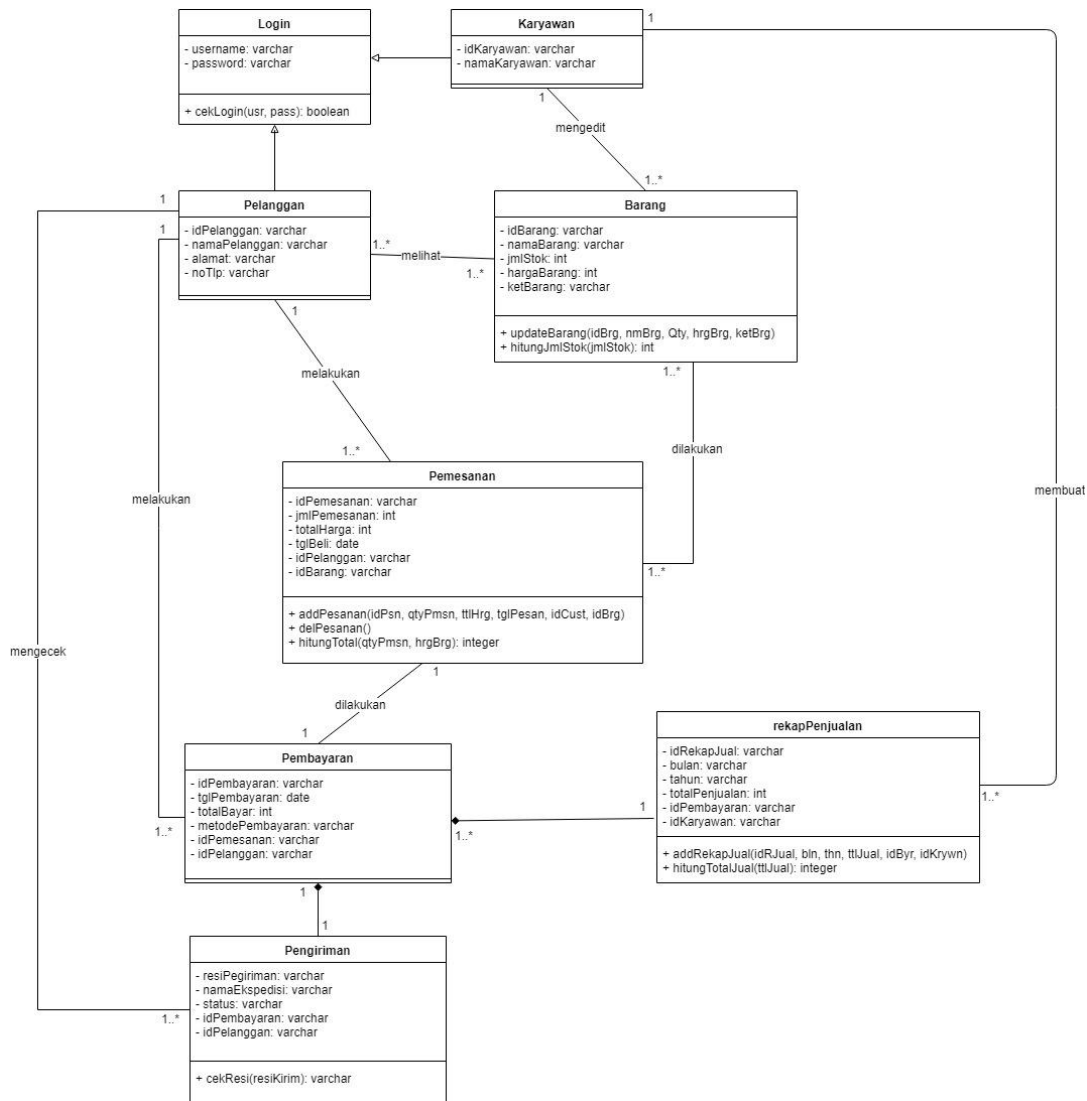 Login
- username: varchar
- password: varchar
+ cekLogin(usr, pass): boolean
Karyawan
- idKaryawan: varchar
- namaKaryawan: varchar
1
1
mengedit
1..*
Pelanggan
- idPelanggan: varchar
- namaPelanggan: varchar
- alamat: varchar
- noTlp: varchar
1
1
1..*
melihat
1..*
Barang
- idBarang: varchar
- namaBarang: varchar
- jmlStok: int
- hargaBarang: int
- ketBarang: varchar
+ updateBarang(idBrg, nmBrg, Qty, hrgBrg, ketBrg)
+ hitungJmlStok(jmlStok): int
1
melakukan
1..*
1..*
dilakukan
1..*
Pemesanan
- idPemesanan: varchar
- jmlPemesanan: int
- totalHarga: int
- tglBeli: date
- idPelanggan: varchar
- idBarang: varchar
+ addPesanan(idPsn, qtyPmsn, ttlHrg, tglPesan, idCust, idBrg)
+ delPesanan()
+ hitungTotal(qtyPmsn, hrgBrg): integer
melakukan
membuat
mengecek
1
dilakukan
1
Pembayaran
- idPembayaran: varchar
- tglPembayaran: date
- totalBayar: int
- metodePembayaran: varchar
- idPemesanan: varchar
- idPelanggan: varchar
1..*
1..*
1
rekapPenjualan
- idRekapJual: varchar
- bulan: varchar
- tahun: varchar
- totalPenjualan: int
- idPembayaran: varchar
- idKaryawan: varchar
+ addRekapJual(idRJual, bln, thn, ttlJual, idByr, idKrywn)
+ hitungTotalJual(ttlJual): integer
1..*
1
1
Pengiriman
- resiPegiriman: varchar
- namaEkspedisi: varchar
- status: varchar
- idPembayaran: varchar
- idPelanggan: varchar
+ cekResi(resiKirim): varchar
1..*